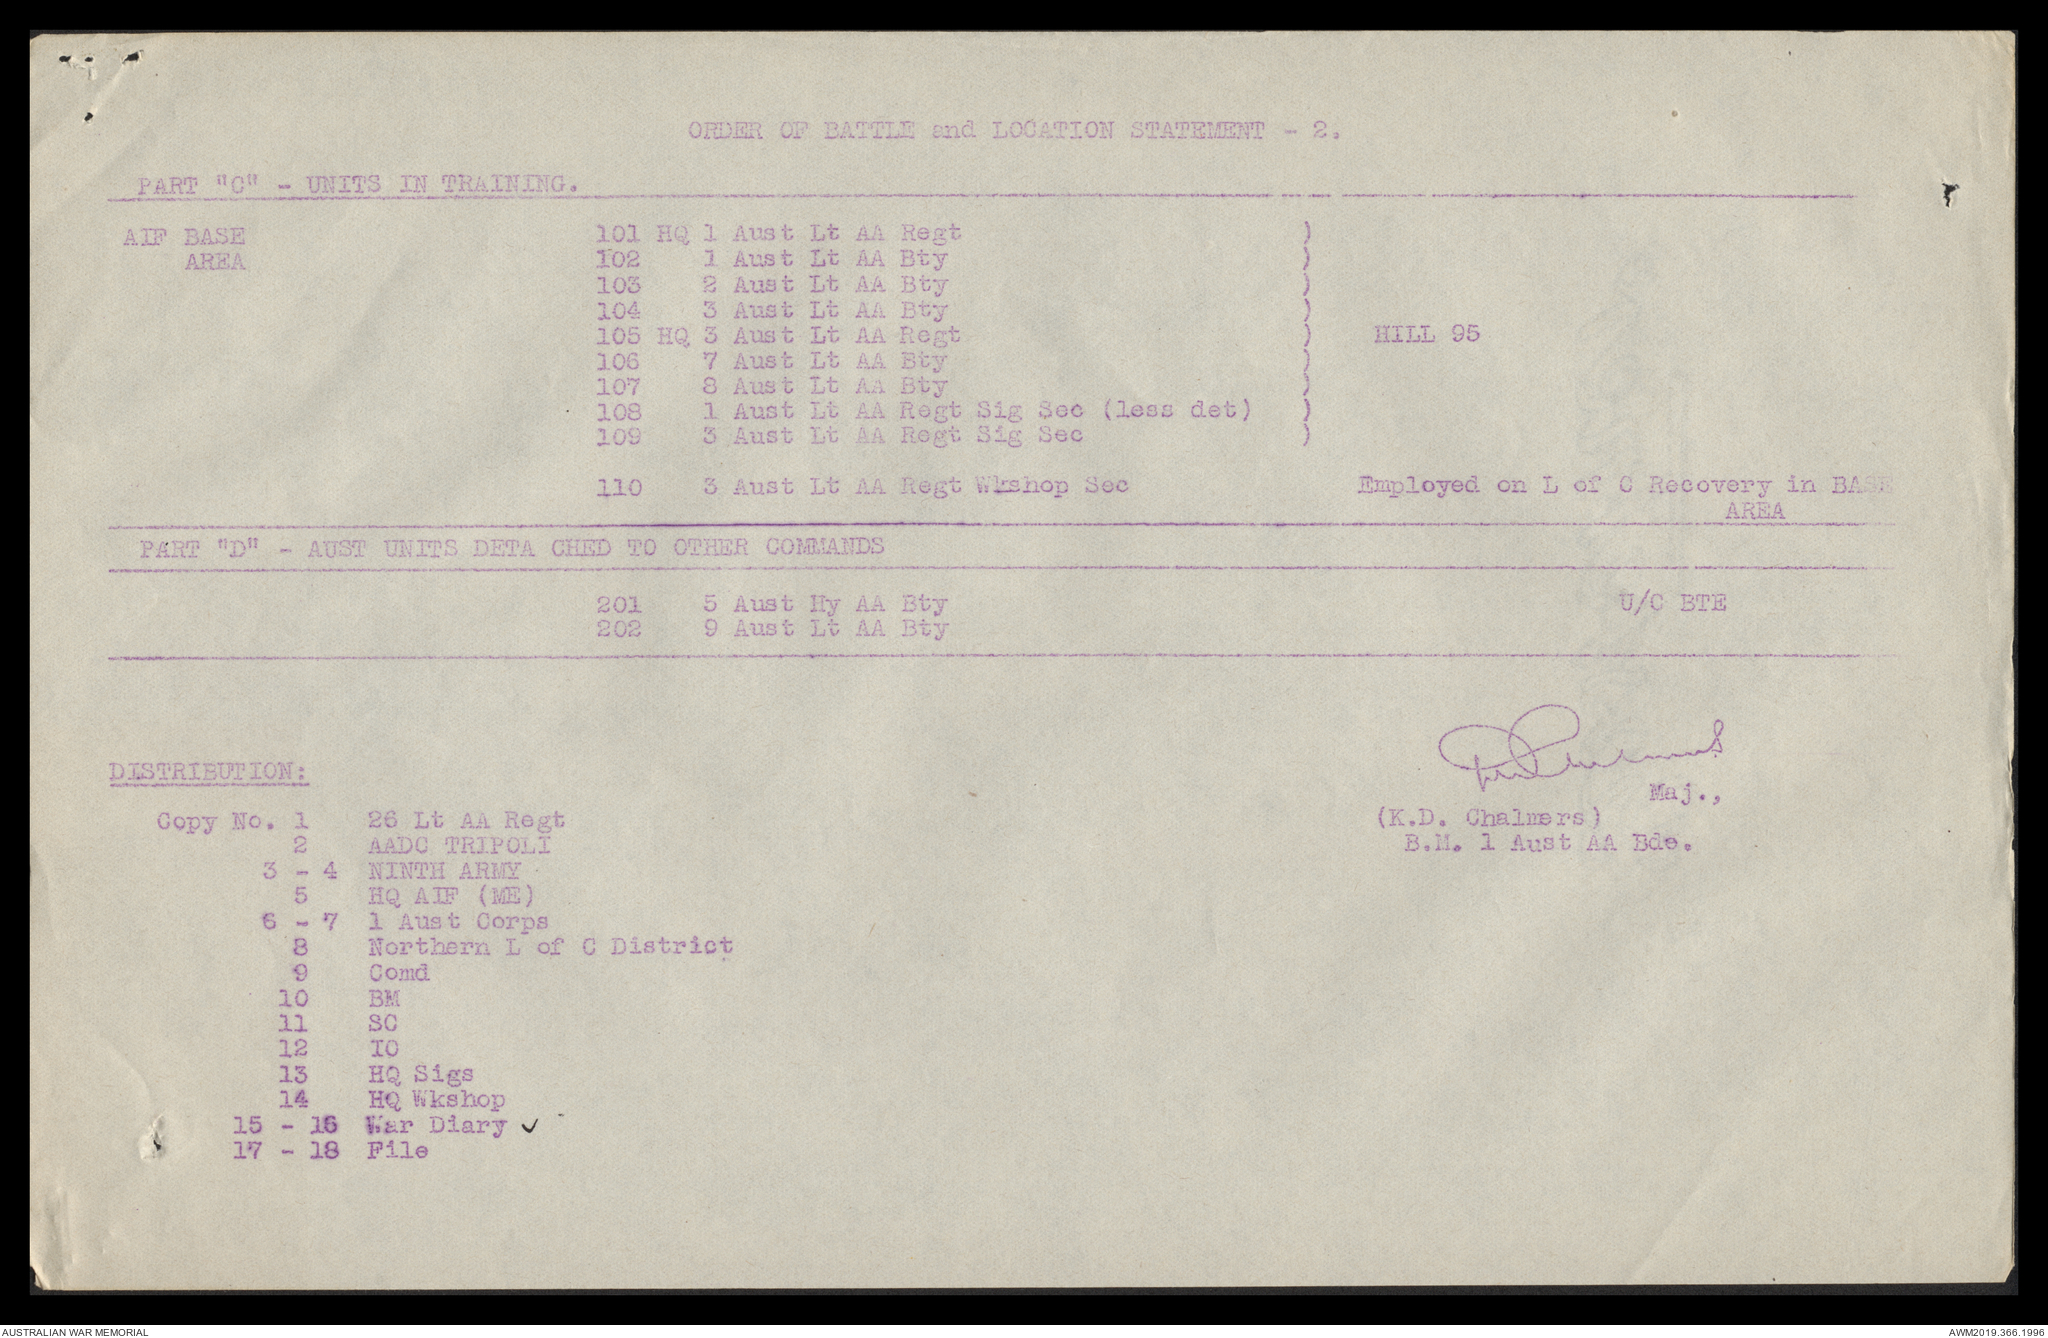 ORDER OF BATTLE and LOCATION STATEMENT - 2.
PART "C" - UNITS IN TRAINING.
AIF BASE 101 HQ 1 Aust Lt AA Regt )
AREA 102 1 Aust Lt AA Bty )
103 2 Aust Lt AA Bty )
104 3 Aust Lt AA Bty )
105 HQ 3 Aust Lt AA Regt ) HILL 95
106 7 Aust Lt AA Bty )
107 8 Aust Lt AA Bty )
108 1 Aust Lt AA Regt Sig Sec (less det) )
109 3 Aust Lt AA Regt Sig Sec )
110 3 Aust Lt AA Regt Wkshop Sec Employed on L of C Recovery in BASE
AREA
PART "D" - AUST UNITS DETA CHED TO OTHER COMMANDS
201 5 Aust Hy AA Bty U/C BTE
202 9 Aust Lt AA Bty
DISTRIBUTION:
Maj.,
(K.D. Chalmers)
B.M. 1 Aust AA Bde.
Copy No. 1 26 Lt AA Regt
2 AADC TRIPOLI
3 - 4 NINTH ARMY
5 HQ AIF (ME)
6 - 7 1 Aust Corps
8 Northern L of C District
9 Comd
10 BM
11 SC
12 IO
13 HQ Sigs
14 HQ Wkshop
15 - 16 War Diary ✓
17 - 18 File
AUSTRALIAN WAR MEMORIAL AWM2019.366.1996